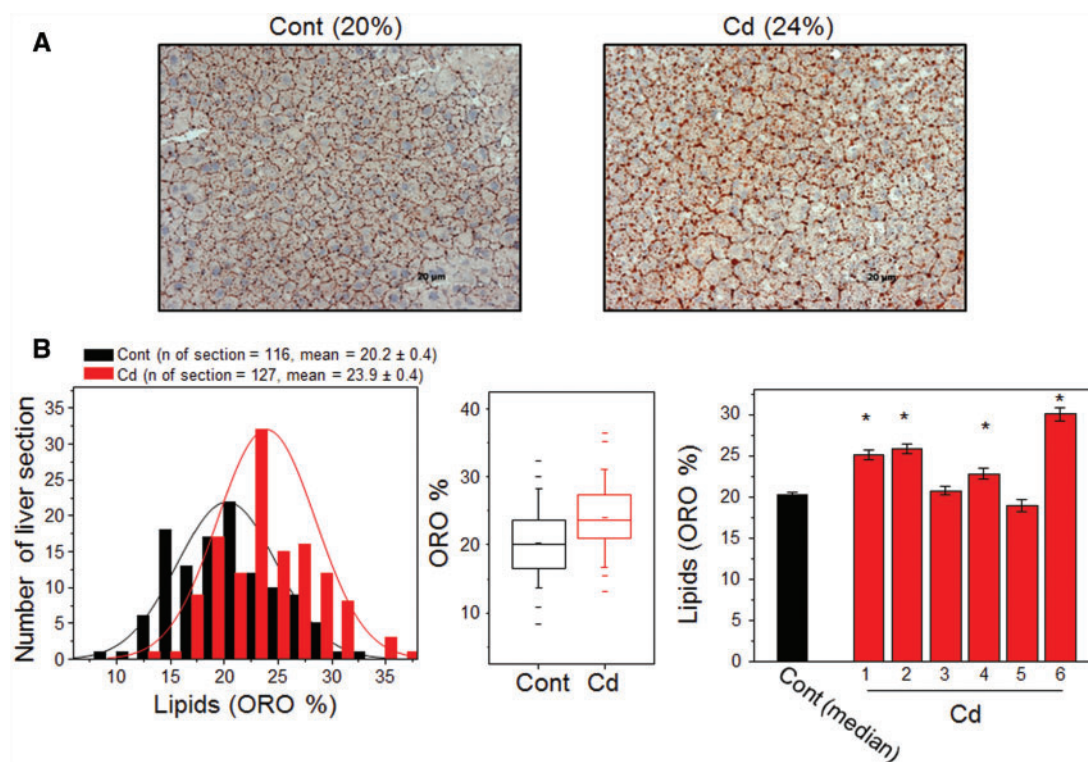 A
Cont (20%)
Cd (24%)
20 µm
20 µm
B
Cont (n of section = 116, mean = 20.2 ± 0.4)
Cd (n of section = 127, mean = 23.9 ± 0.4)
Number of liver section
35
30
25
20
15
10
5
0
10 15 20 25 30 35
Lipids (ORO %)
ORO %
40
30
20
10
Cont Cd
Lipids (ORO %)
30
25
20
15
10
5
0
* * * *
Cont (median)
1 2 3 4 5 6
Cd